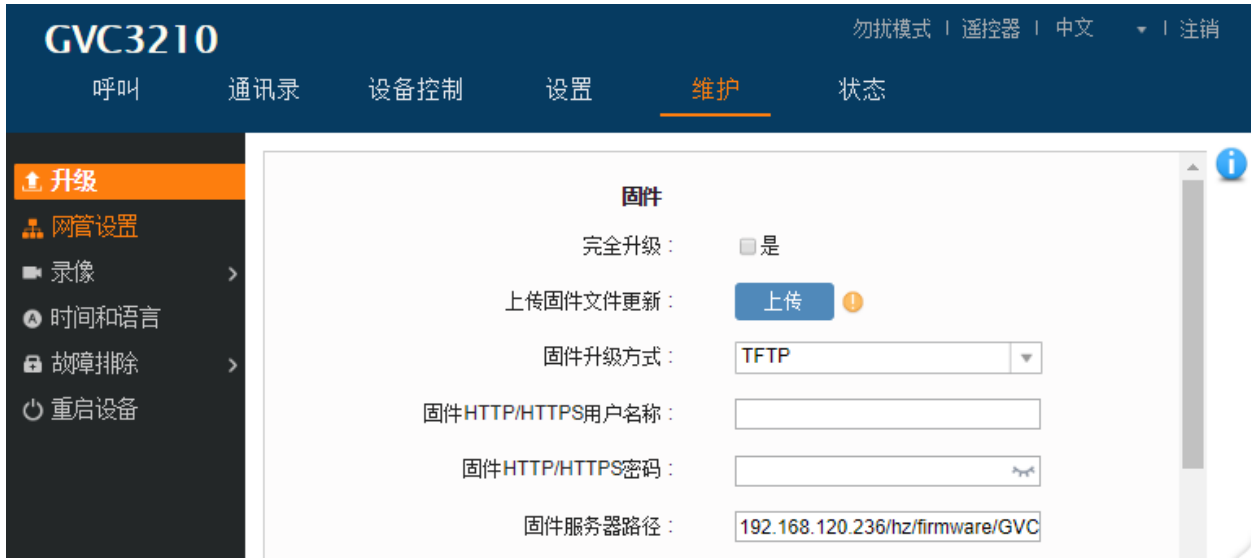 GVC3210
勿扰模式 | 遥控器 | 中文 | 注销
呼叫 通讯录 设备控制 设置 维护 状态
升级
网管设置
录像
时间和语言
故障排除
重启设备
固件
完全升级： 是
上传固件文件更新： 上传
固件升级方式： TFTP
固件HTTP/HTTPS用户名称：
固件HTTP/HTTPS密码：
固件服务器路径： 192.168.120.236/hz/firmware/GVC